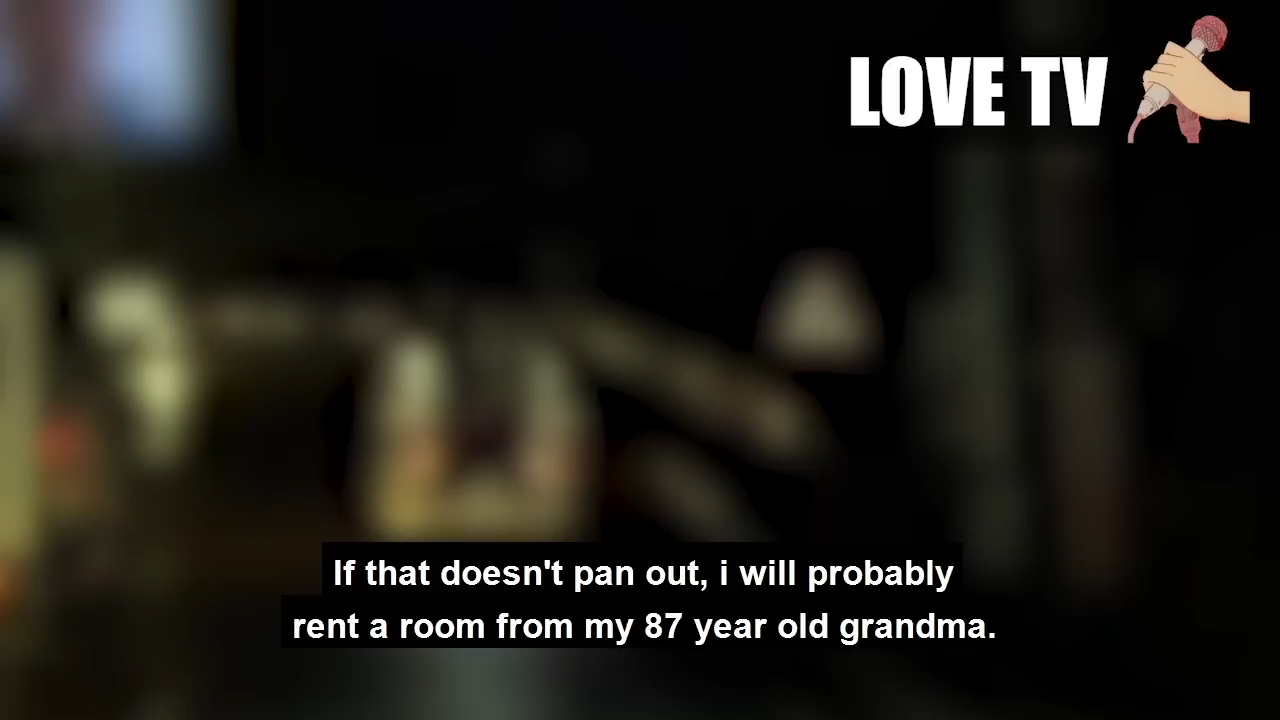 LOVE TV
If that doesn't pan out, i will probably
rent a room from my 87 year old grandma.